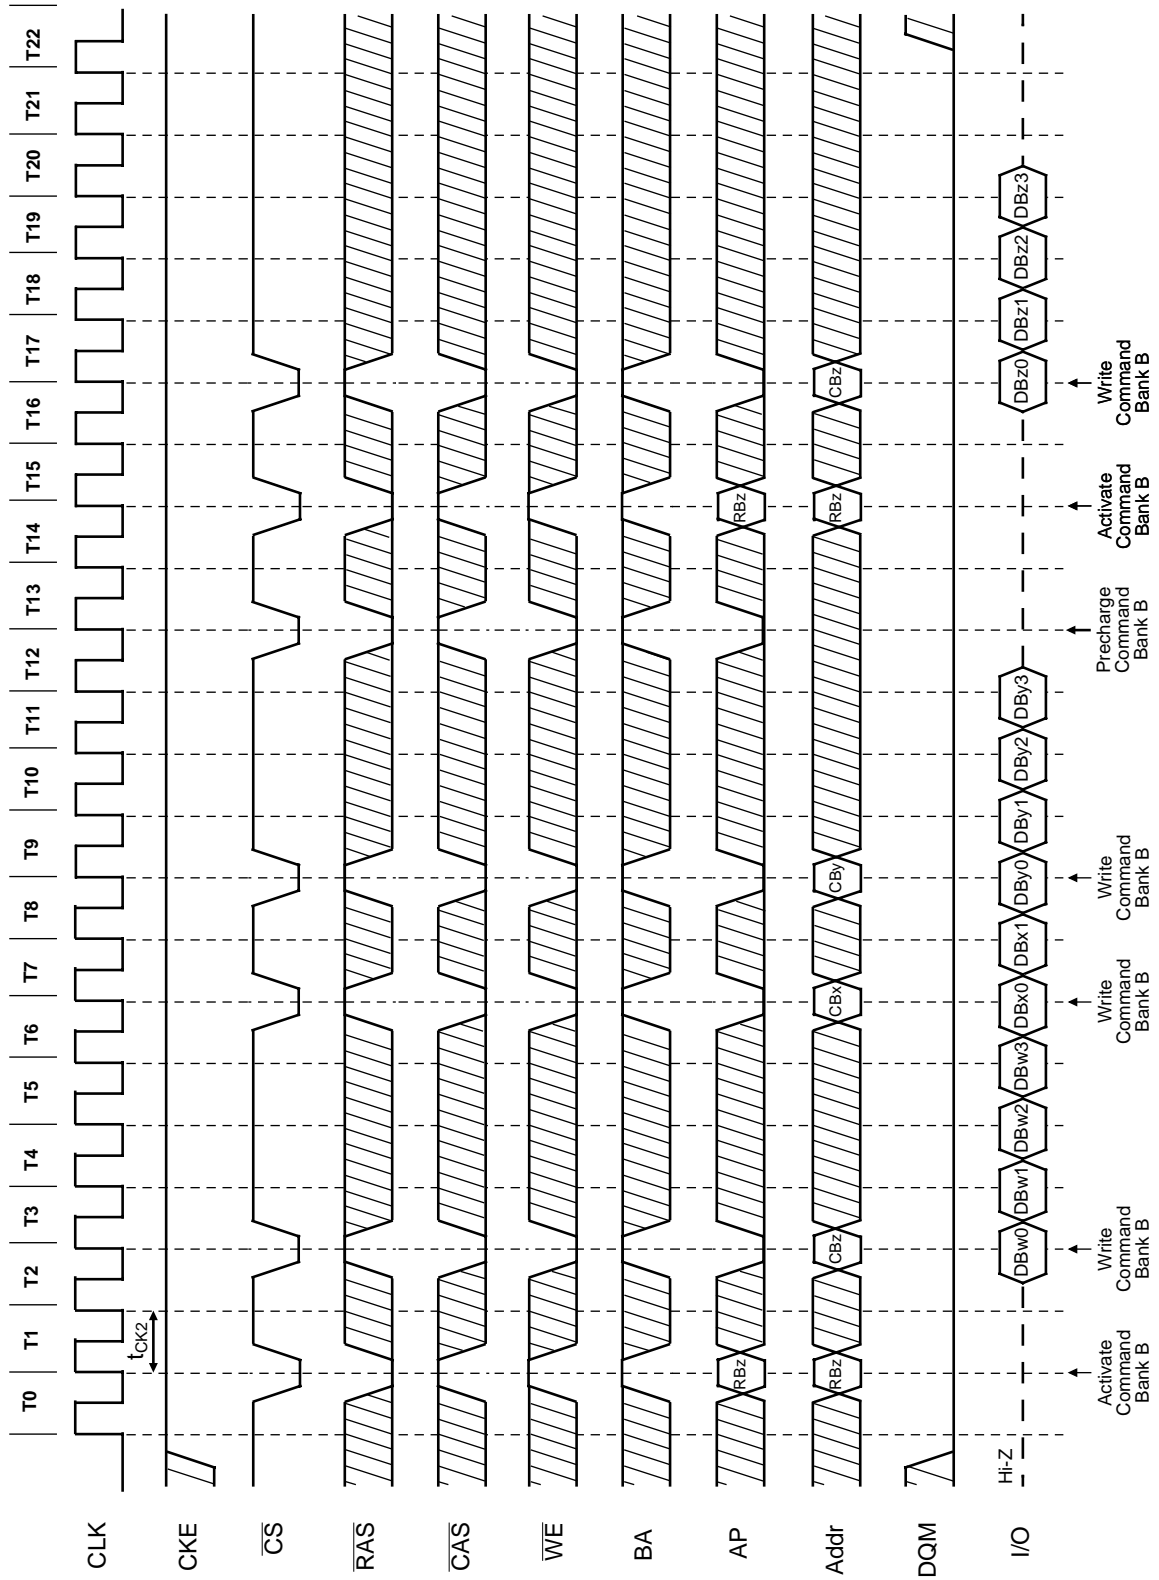 T0 T1 T2 T3 T4 T5 T6 T7 T8 T9 T10 T11 T12 T13 T14 T15 T16 T17 T18 T19 T20 T21 T22
CLK
tCK2
CKE
CS
RAS
CAS
WE
BA
AP
RBz RBz
Addr
RBz CBz CBx CBy RBz CBz
DQM
I/O
Hi-Z
DBw0 DBw1 DBw2 DBw3 DBx0 DBx1 DBy0 DBy1 DBy2 DBy3 DBz0 DBz1 DBz2 DBz3
Activate
Command
Bank B
Write
Command
Bank B
Write
Command
Bank B
Write
Command
Bank B
Precharge
Command
Bank B
Activate
Command
Bank B
Write
Command
Bank B